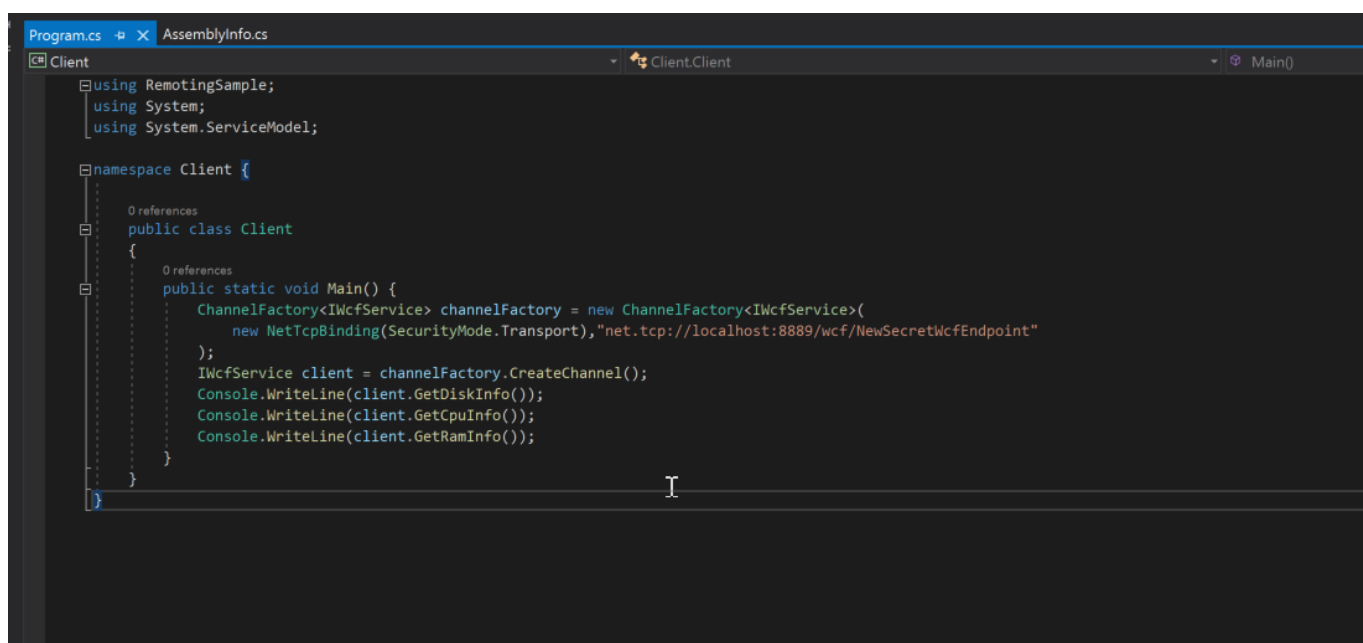 Program.cs AssemblyInfo.cs
C# Client Client.Client Main()
using RemotingSample;
using System;
using System.ServiceModel;
namespace Client {
0 references
public class Client
{
0 references
public static void Main() {
ChannelFactory<IWcfService> channelFactory = new ChannelFactory<IWcfService>(
new NetTcpBinding(SecurityMode.Transport),"net.tcp://localhost:8889/wcf/NewSecretWcfEndpoint"
);
IWcfService client = channelFactory.CreateChannel();
Console.WriteLine(client.GetDiskInfo());
Console.WriteLine(client.GetCpuInfo());
Console.WriteLine(client.GetRamInfo());
}
}
}